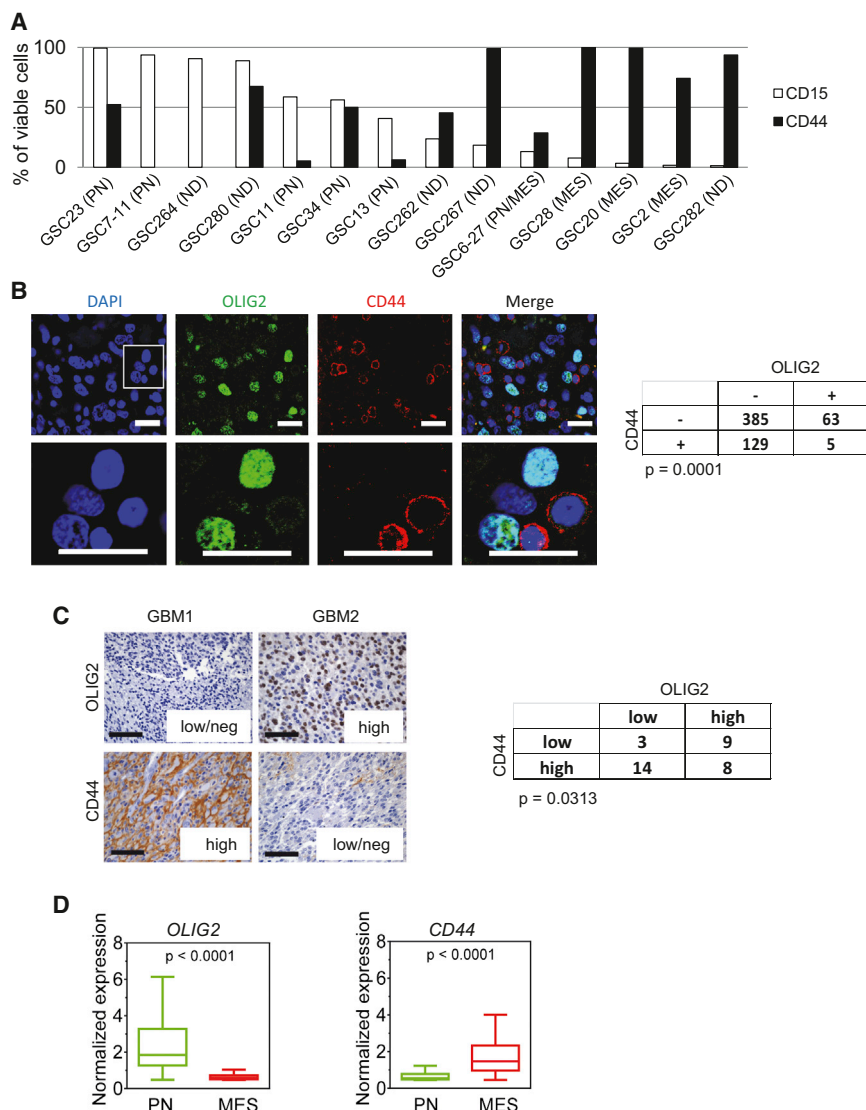 A
% of viable cells
100
50
0
CD15
CD44
GSC23 (PN)
GSC7-11 (PN)
GSC264 (ND)
GSC280 (ND)
GSC11 (PN)
GSC34 (PN)
GSC13 (PN)
GSC262 (ND)
GSC267 (ND)
GSC6-27 (PN/MES)
GSC28 (MES)
GSC20 (MES)
GSC2 (MES)
GSC282 (ND)
B
DAPI OLIG2 CD44 Merge
OLIG2
- +
CD44
- 385 63
+ 129 5
p = 0.0001
C
GBM1 GBM2
OLIG2
low/neg high
CD44
high low/neg
OLIG2
low high
CD44
low 3 9
high 14 8
p = 0.0313
D
OLIG2
Normalized expression
8
6
4
2
0
p < 0.0001
PN MES
CD44
Normalized expression
8
6
4
2
0
p < 0.0001
PN MES